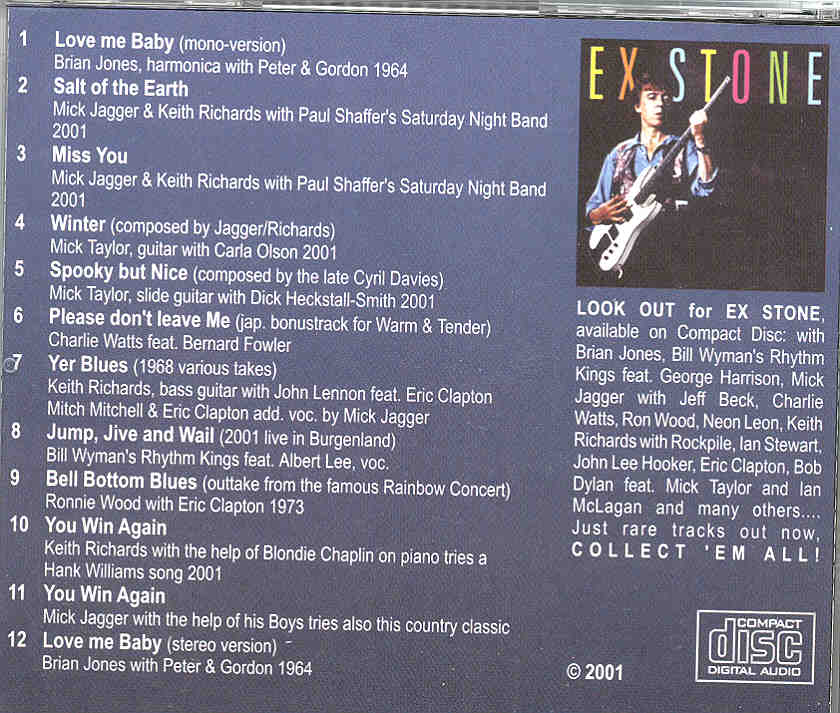 1 Love me Baby (mono-version)
Brian Jones, harmonica with Peter & Gordon 1964
2 Salt of the Earth
Mick Jagger & Keith Richards with Paul Shaffer's Saturday Night Band
2001
3 Miss You
Mick Jagger & Keith Richards with Paul Shaffer's Saturday Night Band
2001
4 Winter (composed by Jagger/Richards)
Mick Taylor, guitar with Carla Olson 2001
5 Spooky but Nice (composed by the late Cyril Davies)
Mick Taylor, slide guitar with Dick Heckstall-Smith 2001
6 Please don't leave Me (jap. bonustrack for Warm & Tender)
Charlie Watts feat. Bernard Fowler
7 Yer Blues (1968 various takes)
Keith Richards, bass guitar with John Lennon feat. Eric Clapton
Mitch Mitchell & Eric Clapton add. voc. by Mick Jagger
8 Jump, Jive and Wail (2001 live in Burgenland)
Bill Wyman's Rhythm Kings feat. Albert Lee, voc.
9 Bell Bottom Blues (outtake from the famous Rainbow Concert)
Ronnie Wood with Eric Clapton 1973
10 You Win Again
Keith Richards with the help of Blondie Chaplin on piano tries a
Hank Williams song 2001
11 You Win Again
Mick Jagger with the help of his Boys tries also this country classic
12 Love me Baby (stereo version)
Brian Jones with Peter & Gordon 1964
EX STONE
LOOK OUT for EX STONE,
available on Compact Disc: with
Brian Jones, Bill Wyman's Rhythm
Kings feat. George Harrison, Mick
Jagger with Jeff Beck, Charlie
Watts, Ron Wood, Neon Leon, Keith
Richards with Rockpile, Ian Stewart,
John Lee Hooker, Eric Clapton, Bob
Dylan feat. Mick Taylor and Ian
McLagan and many others....
Just rare tracks out now,
COLLECT 'EM ALL!
© 2001
COMPACT
disc
DIGITAL AUDIO